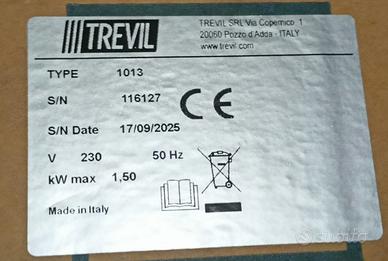 TREVIL
TREVIL SRL Via Copernico 1
20060 Pozzo d'Adda - ITALY
www.trevil.com
TYPE 1013
S/N 116127
CE
S/N Date 17/09/2025
V 230 50 Hz
kW max 1,50
Made in Italy